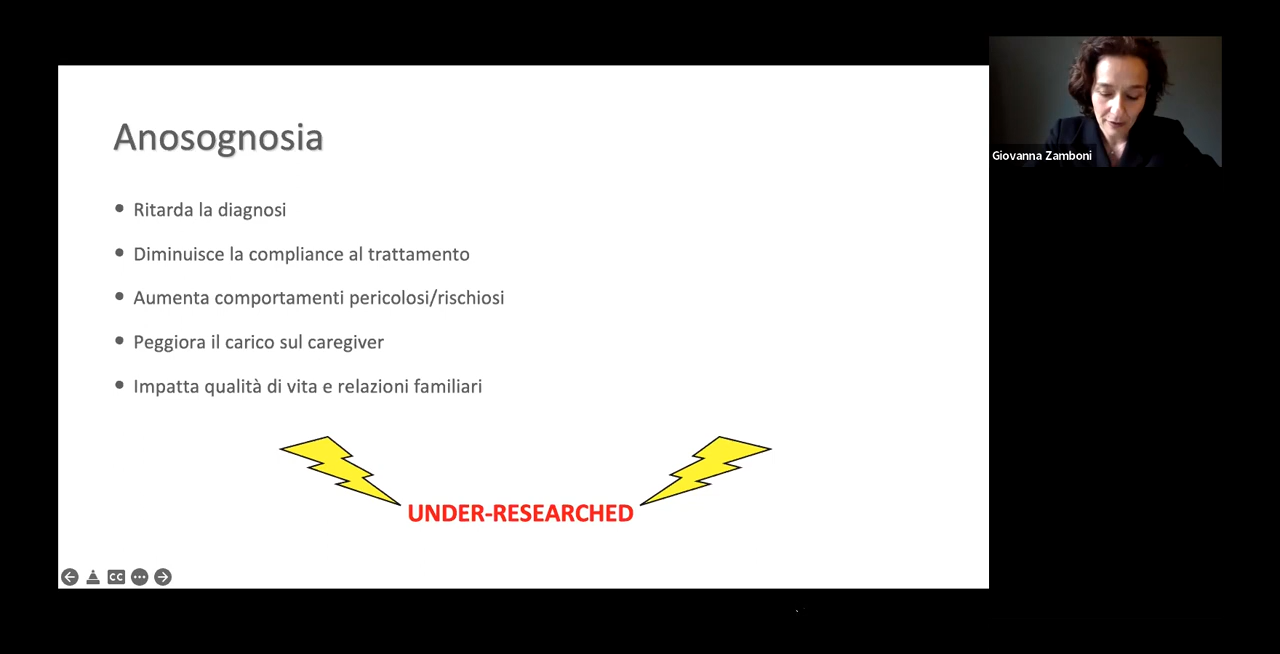 Anosognosia
Ritarda la diagnosi
Diminuisce la compliance al trattamento
Aumenta comportamenti pericolosi/rischiosi
Peggiora il carico sul caregiver
Impatta qualità di vita e relazioni familiari
UNDER-RESEARCHED
CC
Giovanna Zamboni